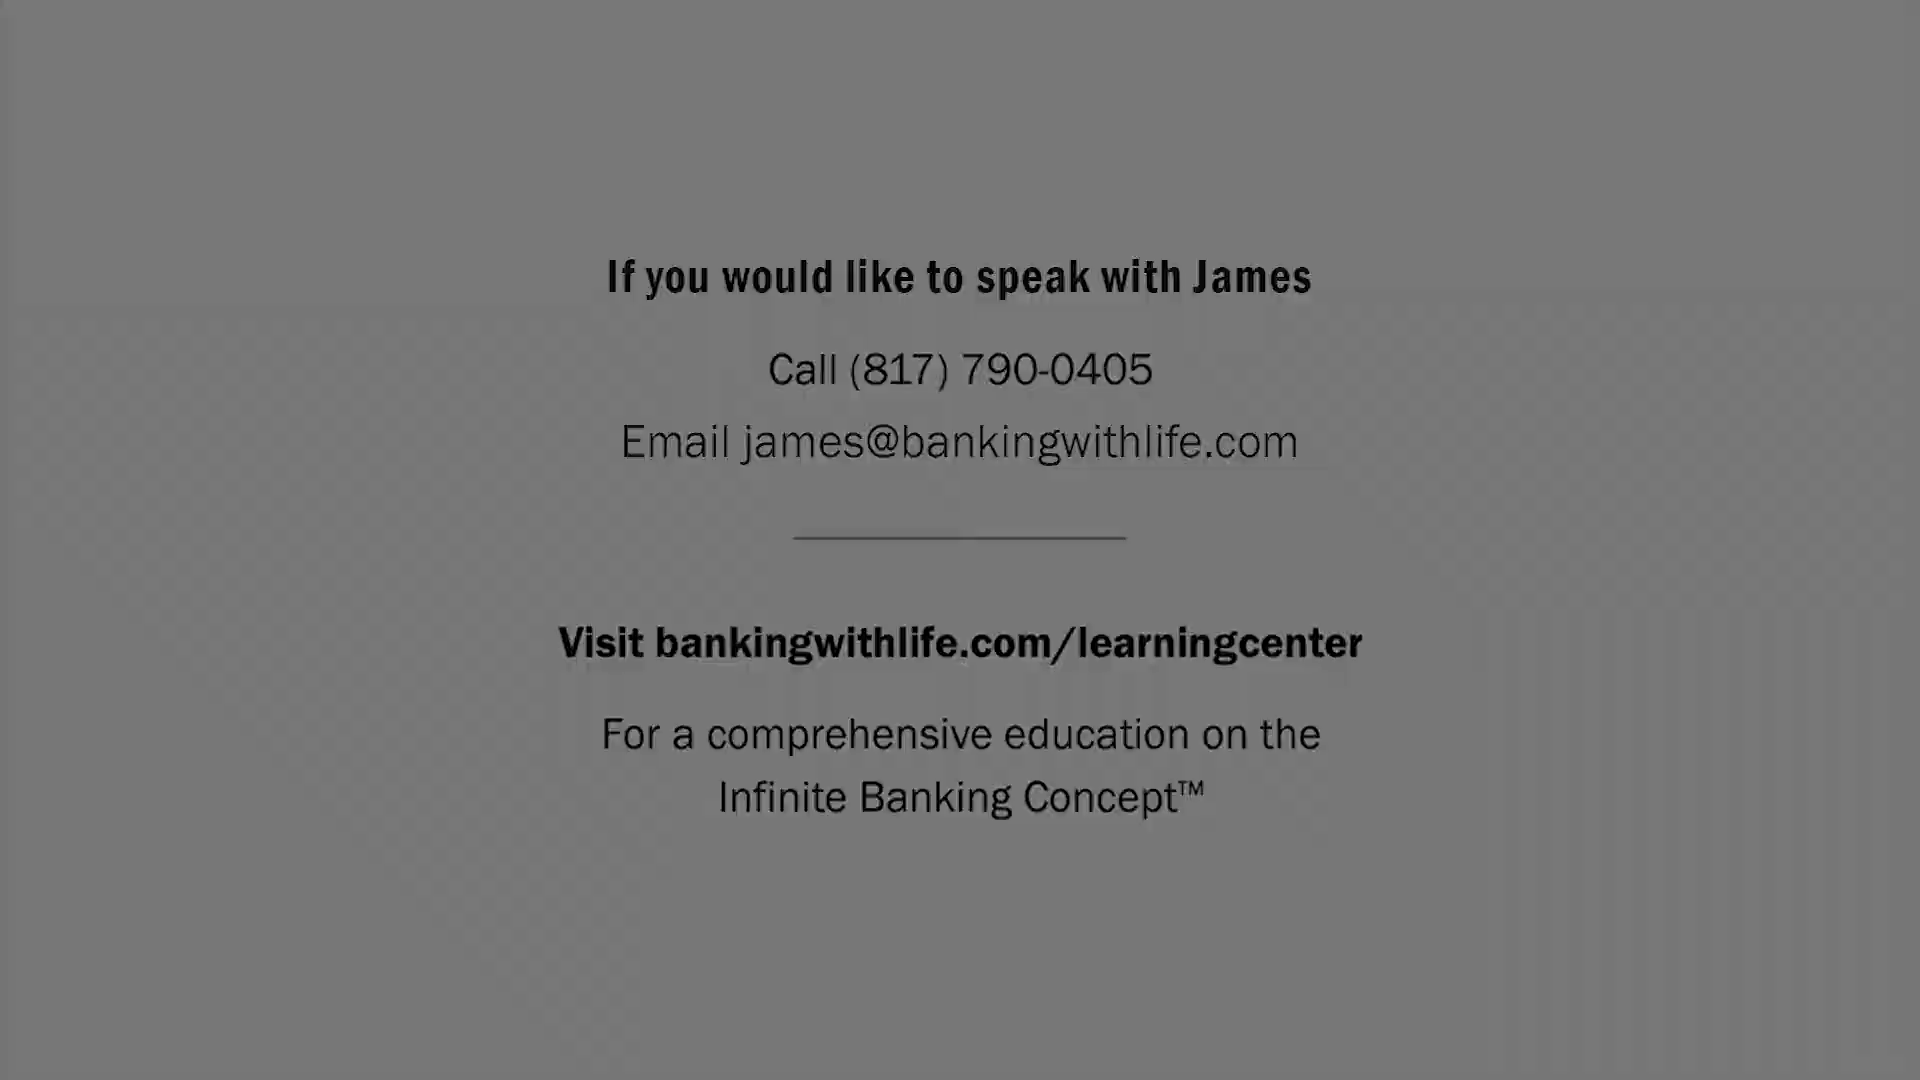 If you would like to speak with James
Call (817) 790-0405
Email james@bankingwithlife.com
Visit bankingwithlife.com/learningcenter
For a comprehensive education on the
Infinite Banking Concept™